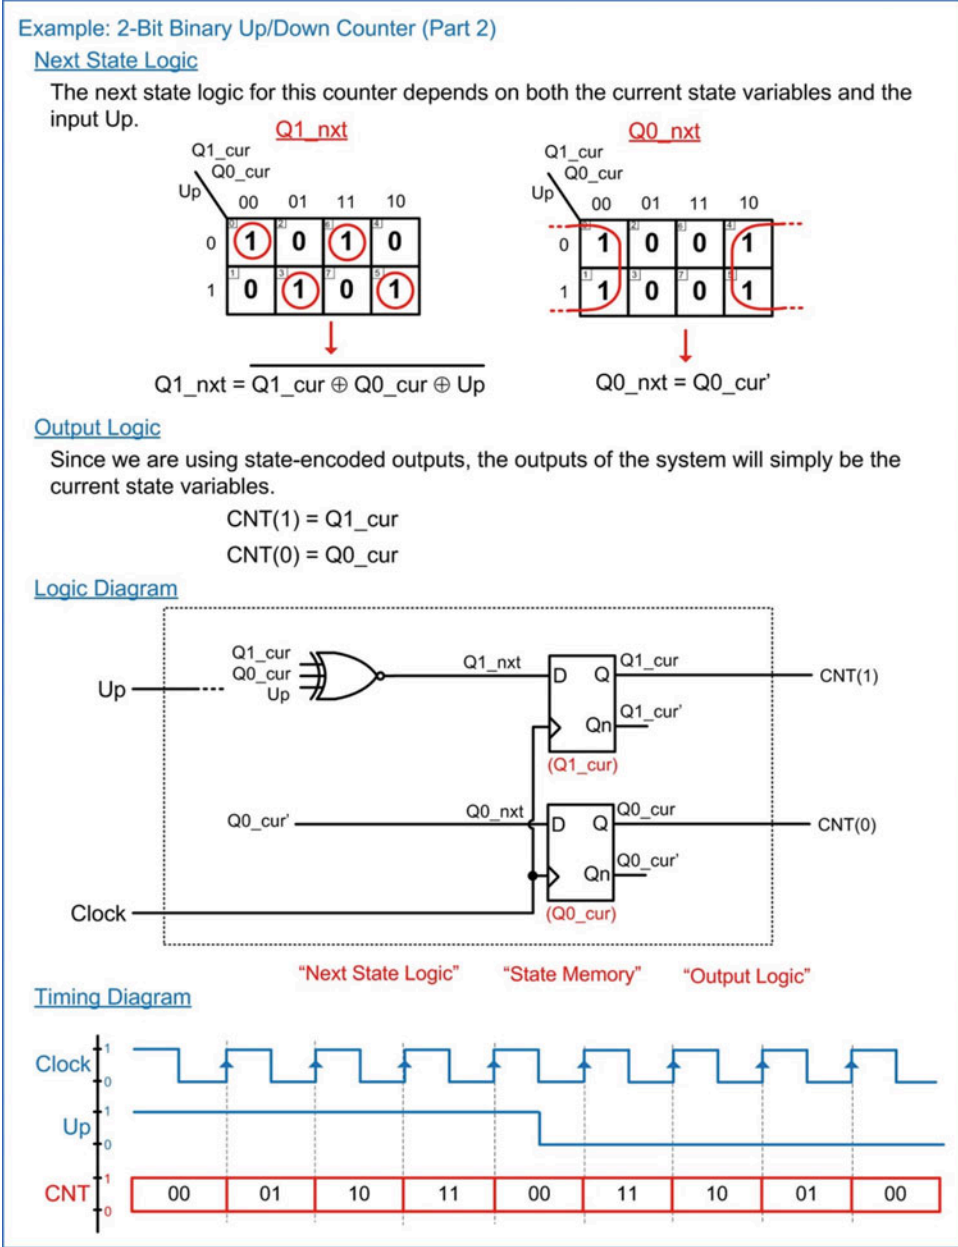 Example: 2-Bit Binary Up/Down Counter (Part 2)
Next State Logic
The next state logic for this counter depends on both the current state variables and the
input Up.
Q1_nxt
Q1_cur
Q0_cur
Up
00 01 11 10
0 1 0 1 0
1 0 1 0 1
Q1_nxt = Q1_cur ⊕ Q0_cur ⊕ Up
Q0_nxt
Q1_cur
Q0_cur
Up
00 01 11 10
0 1 0 0 1
1 1 0 0 1
Q0_nxt = Q0_cur'
Output Logic
Since we are using state-encoded outputs, the outputs of the system will simply be the
current state variables.
CNT(1) = Q1_cur
CNT(0) = Q0_cur
Logic Diagram
Up
Q1_cur
Q0_cur
Up
Q1_nxt
D Q
Qn
(Q1_cur)
Q1_cur
Q1_cur'
CNT(1)
Q0_cur'
Q0_nxt
D Q
Qn
(Q0_cur)
Q0_cur
Q0_cur'
CNT(0)
Clock
"Next State Logic" "State Memory" "Output Logic"
Timing Diagram
Clock 1 0
Up 1 0
CNT 1 0
00 01 10 11 00 11 10 01 00